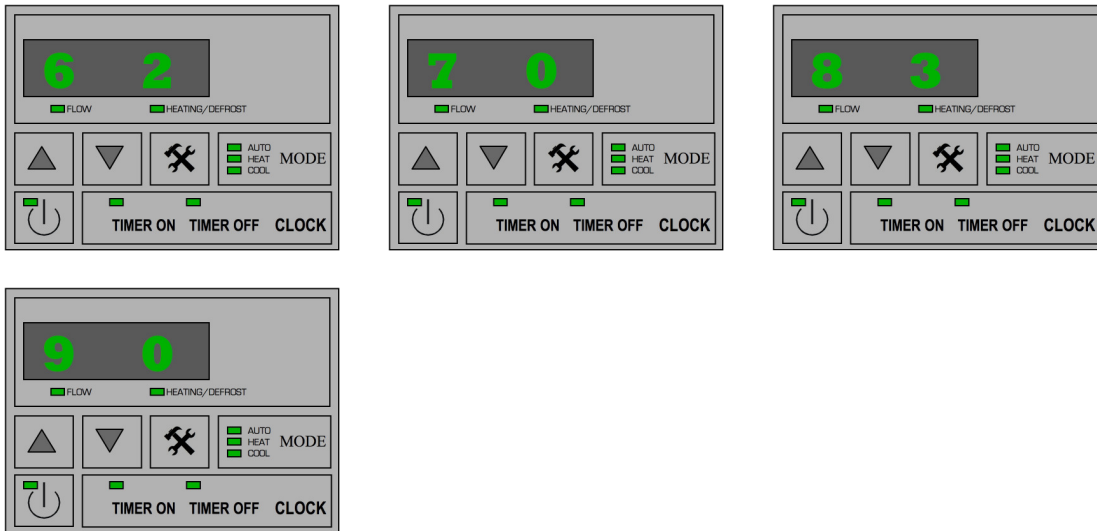 6 2
FLOW HEATING/DEFROST
AUTO
HEAT MODE
COOL
TIMER ON TIMER OFF CLOCK
7 0
FLOW HEATING/DEFROST
AUTO
HEAT MODE
COOL
TIMER ON TIMER OFF CLOCK
8 3
FLOW HEATING/DEFROST
AUTO
HEAT MODE
COOL
TIMER ON TIMER OFF CLOCK
9 0
FLOW HEATING/DEFROST
AUTO
HEAT MODE
COOL
TIMER ON TIMER OFF CLOCK